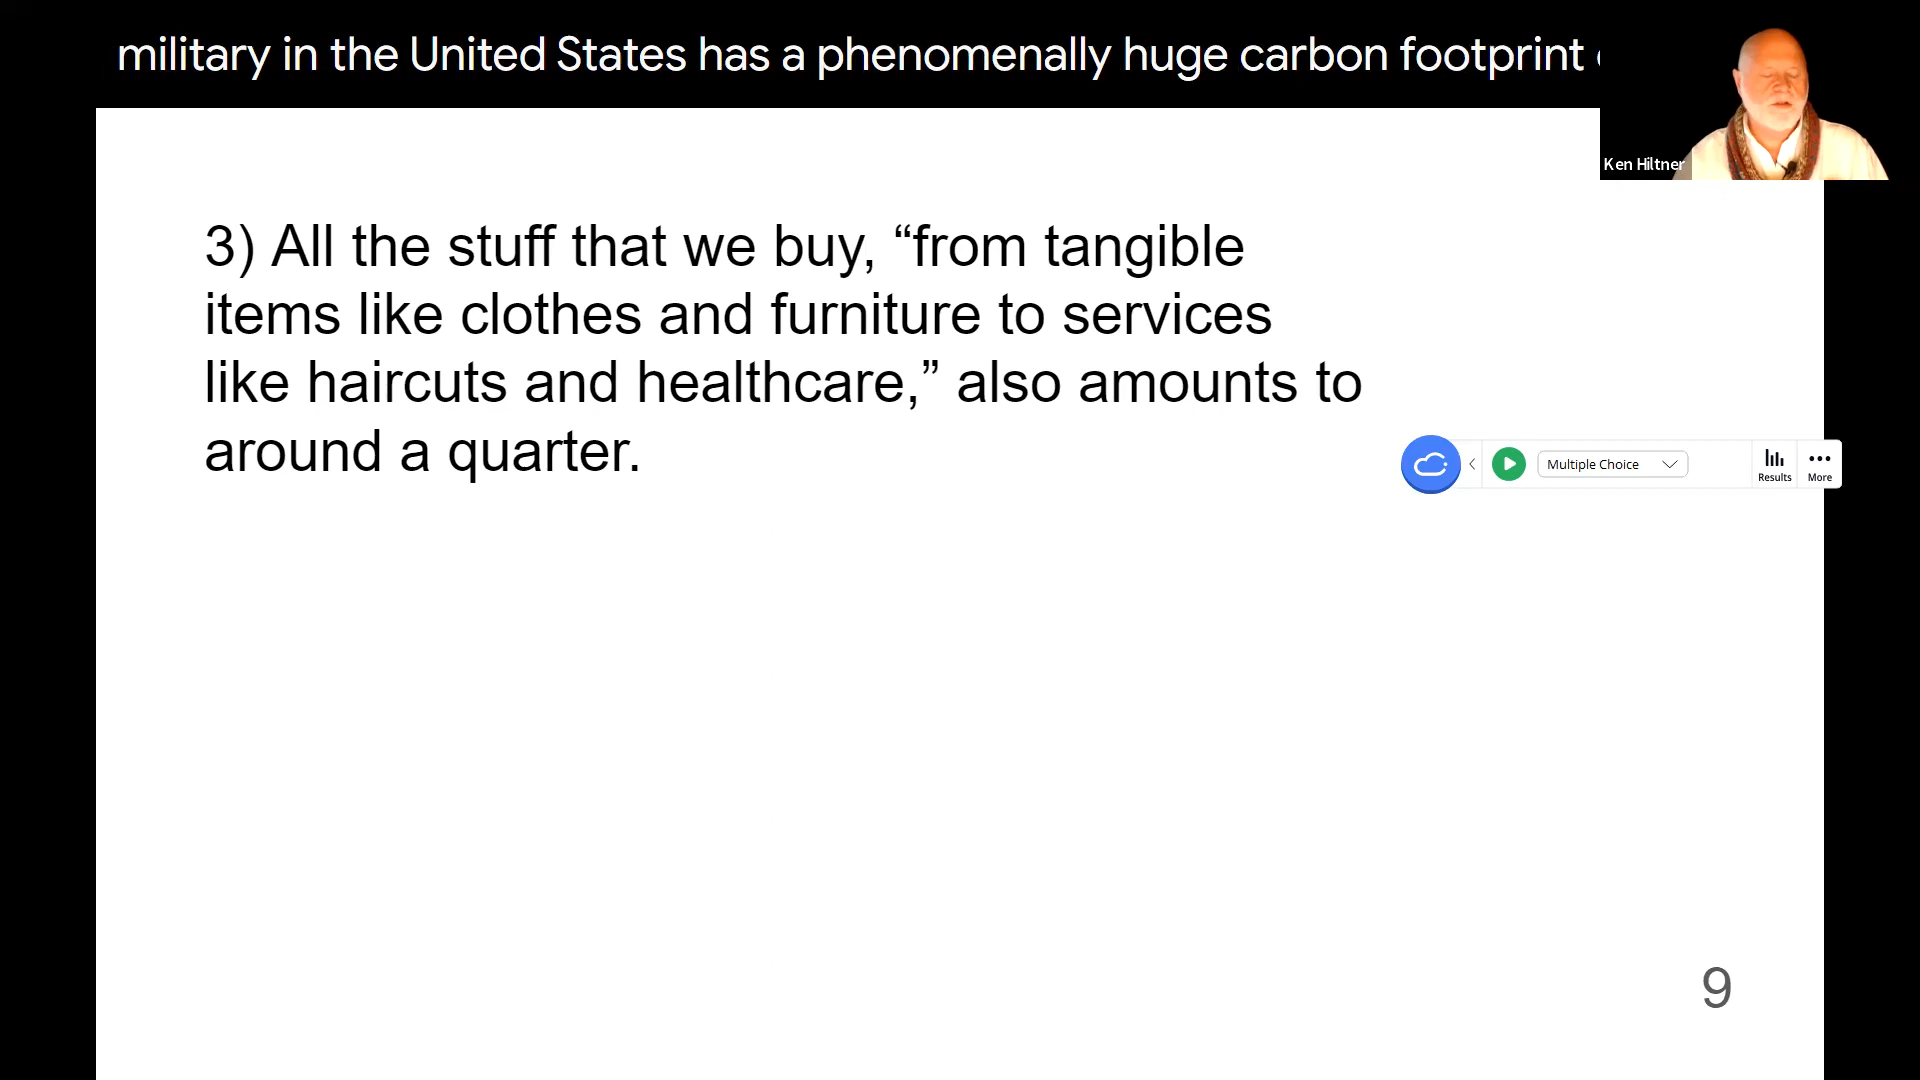 military in the United States has a phenomenally huge carbon footprint
Ken Hiltner
3) All the stuff that we buy, “from tangible
items like clothes and furniture to services
like haircuts and healthcare,” also amounts to
around a quarter.
Multiple Choice
Results
More
9